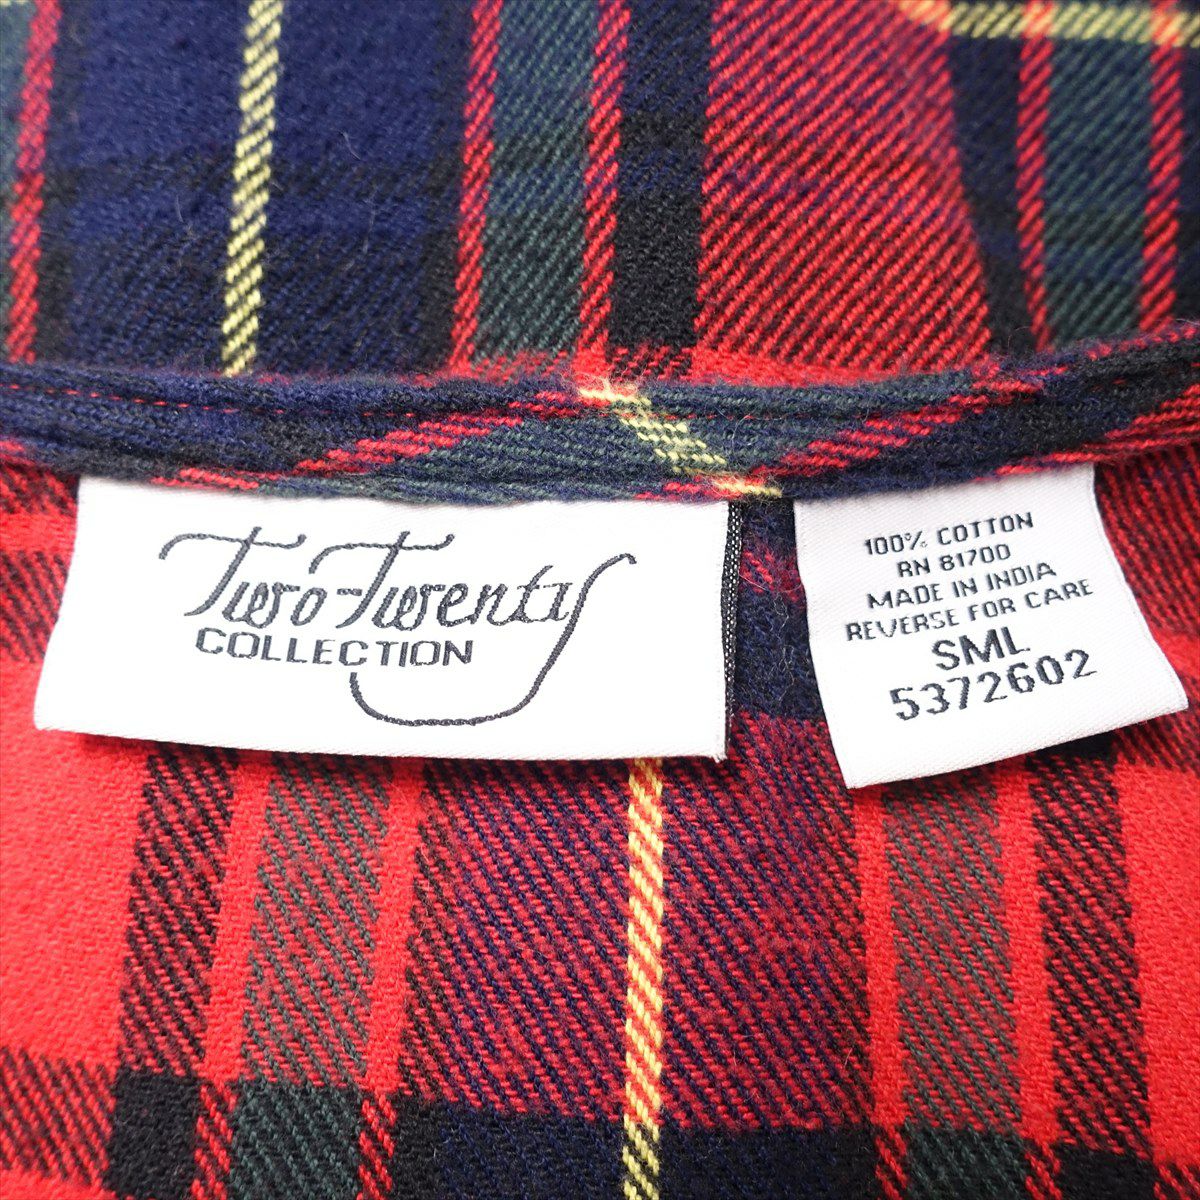 Two-Twenty
COLLECTION
100% COTTON
RN 81700
MADE IN INDIA
REVERSE FOR CARE
SML
5372602